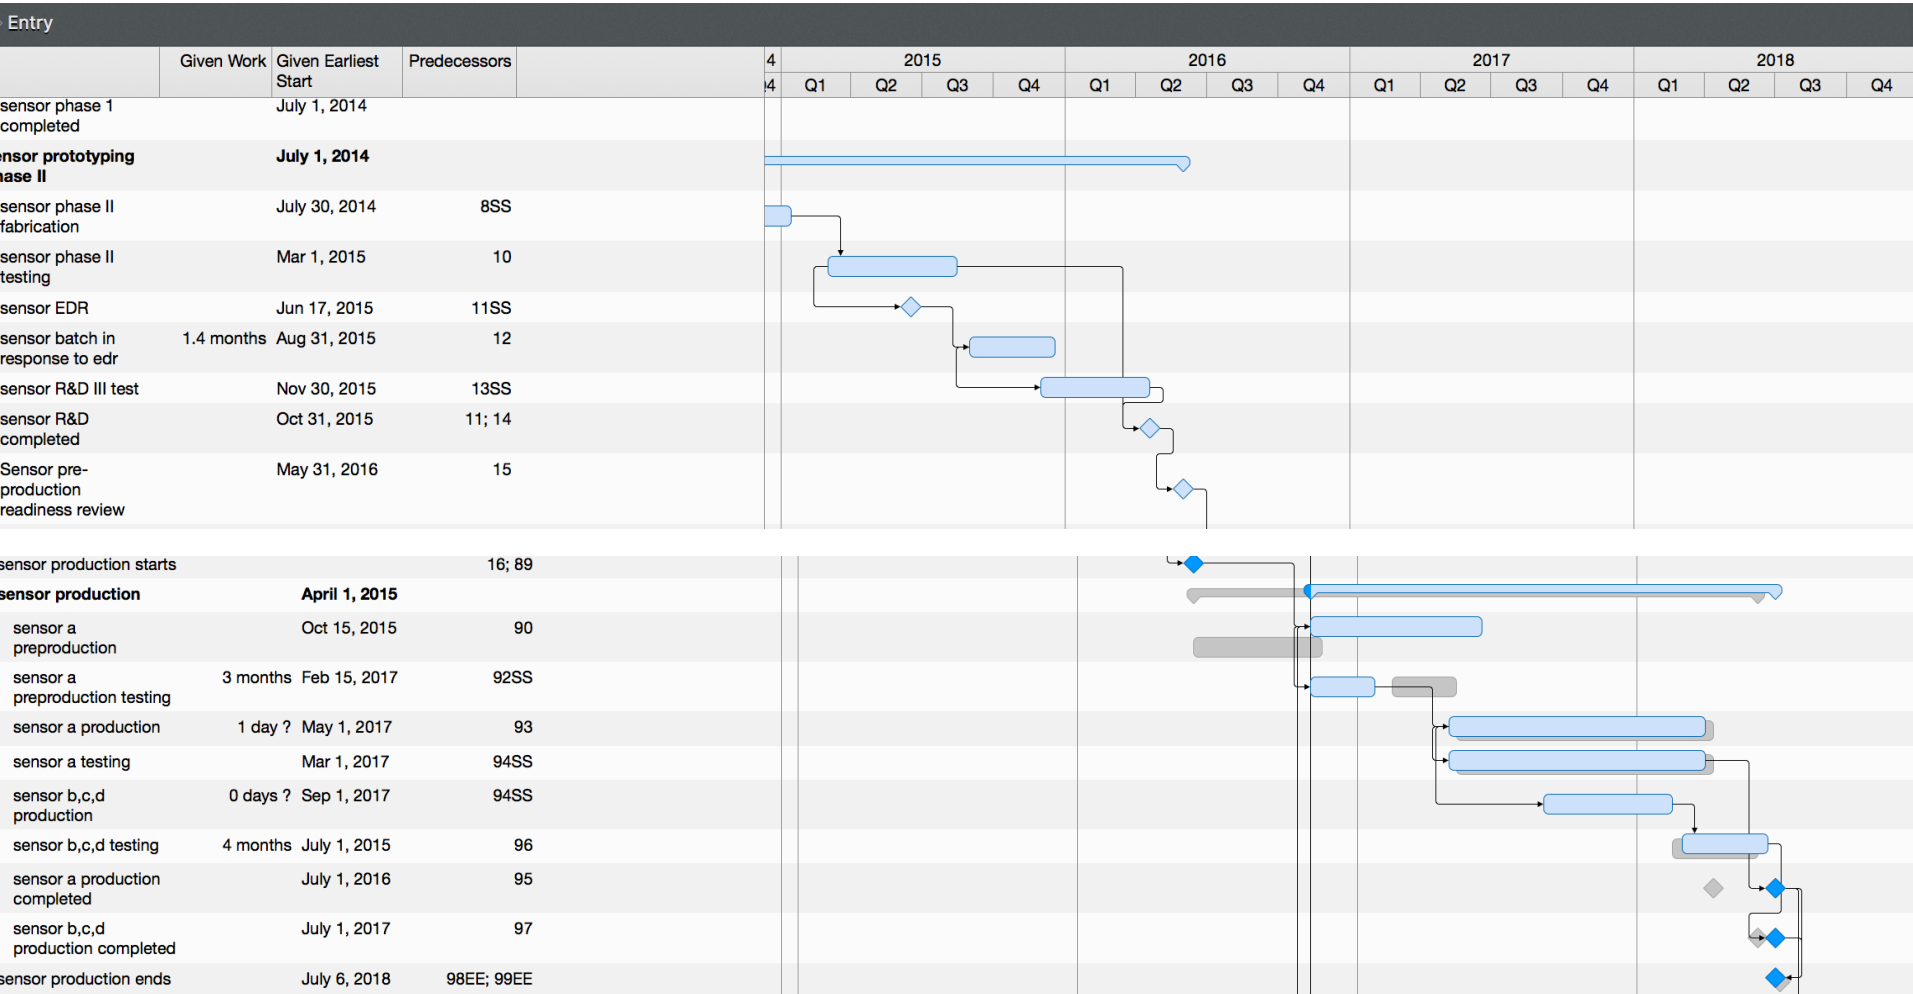 Entry
Given Work Given Earliest Start Predecessors
4 2015 2016 2017 2018
Q1 Q2 Q3 Q4 Q1 Q2 Q3 Q4 Q1 Q2 Q3 Q4 Q1 Q2 Q3 Q4
sensor phase 1 July 1, 2014
completed
nsor prototyping July 1, 2014
ase II
sensor phase II July 30, 2014 8SS
fabrication
sensor phase II Mar 1, 2015 10
testing
sensor EDR Jun 17, 2015 11SS
sensor batch in 1.4 months Aug 31, 2015 12
response to edr
sensor R&D III test Nov 30, 2015 13SS
sensor R&D Oct 31, 2015 11; 14
completed
Sensor pre- May 31, 2016 15
production
readiness review
sensor production starts 16; 89
sensor production April 1, 2015
sensor a Oct 15, 2015 90
preproduction
sensor a 3 months Feb 15, 2017 92SS
preproduction testing
sensor a production 1 day ? May 1, 2017 93
sensor a testing Mar 1, 2017 94SS
sensor b,c,d 0 days ? Sep 1, 2017 94SS
production
sensor b,c,d testing 4 months July 1, 2015 96
sensor a production July 1, 2016 95
completed
sensor b,c,d July 1, 2017 97
production completed
sensor production ends July 6, 2018 98EE; 99EE